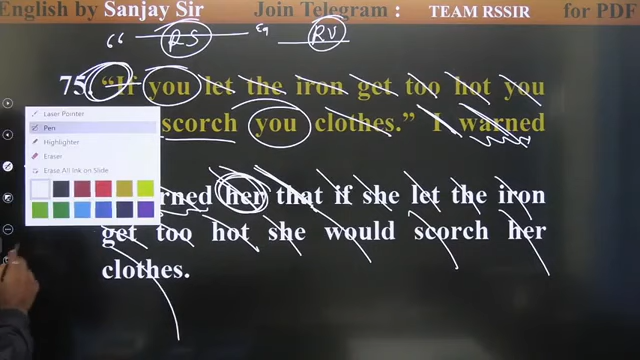 English by Sanjay Sir Join Telegram : TEAM RSSIR for PDF
“ RS RV
75. “If you let the iron get too hot you
scorch you clothes.” I warned
Laser Pointer
Pen
Highlighter
Eraser
Erase All Ink on Slide
her that if she let the iron
get too hot she would scorch her
clothes.